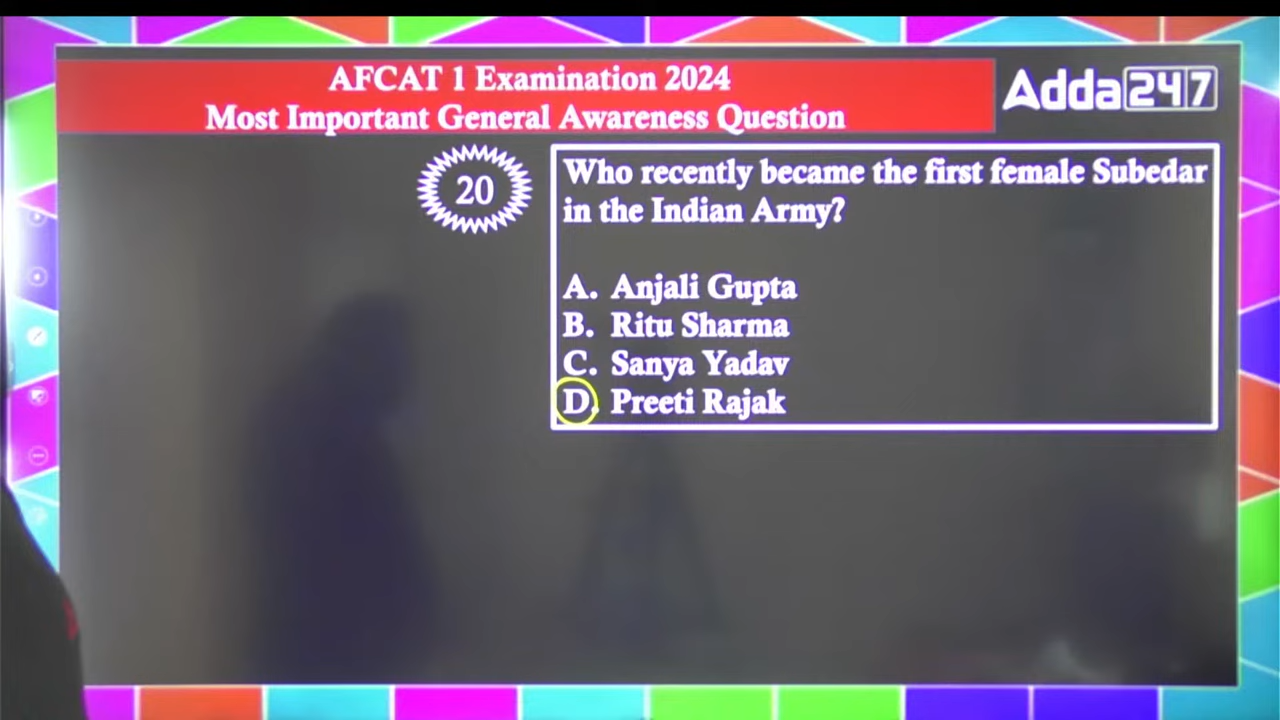 AFCAT 1 Examination 2024
Most Important General Awareness Question
Adda247
20
Who recently became the first female Subedar
in the Indian Army?
A. Anjali Gupta
B. Ritu Sharma
C. Sanya Yadav
D. Preeti Rajak